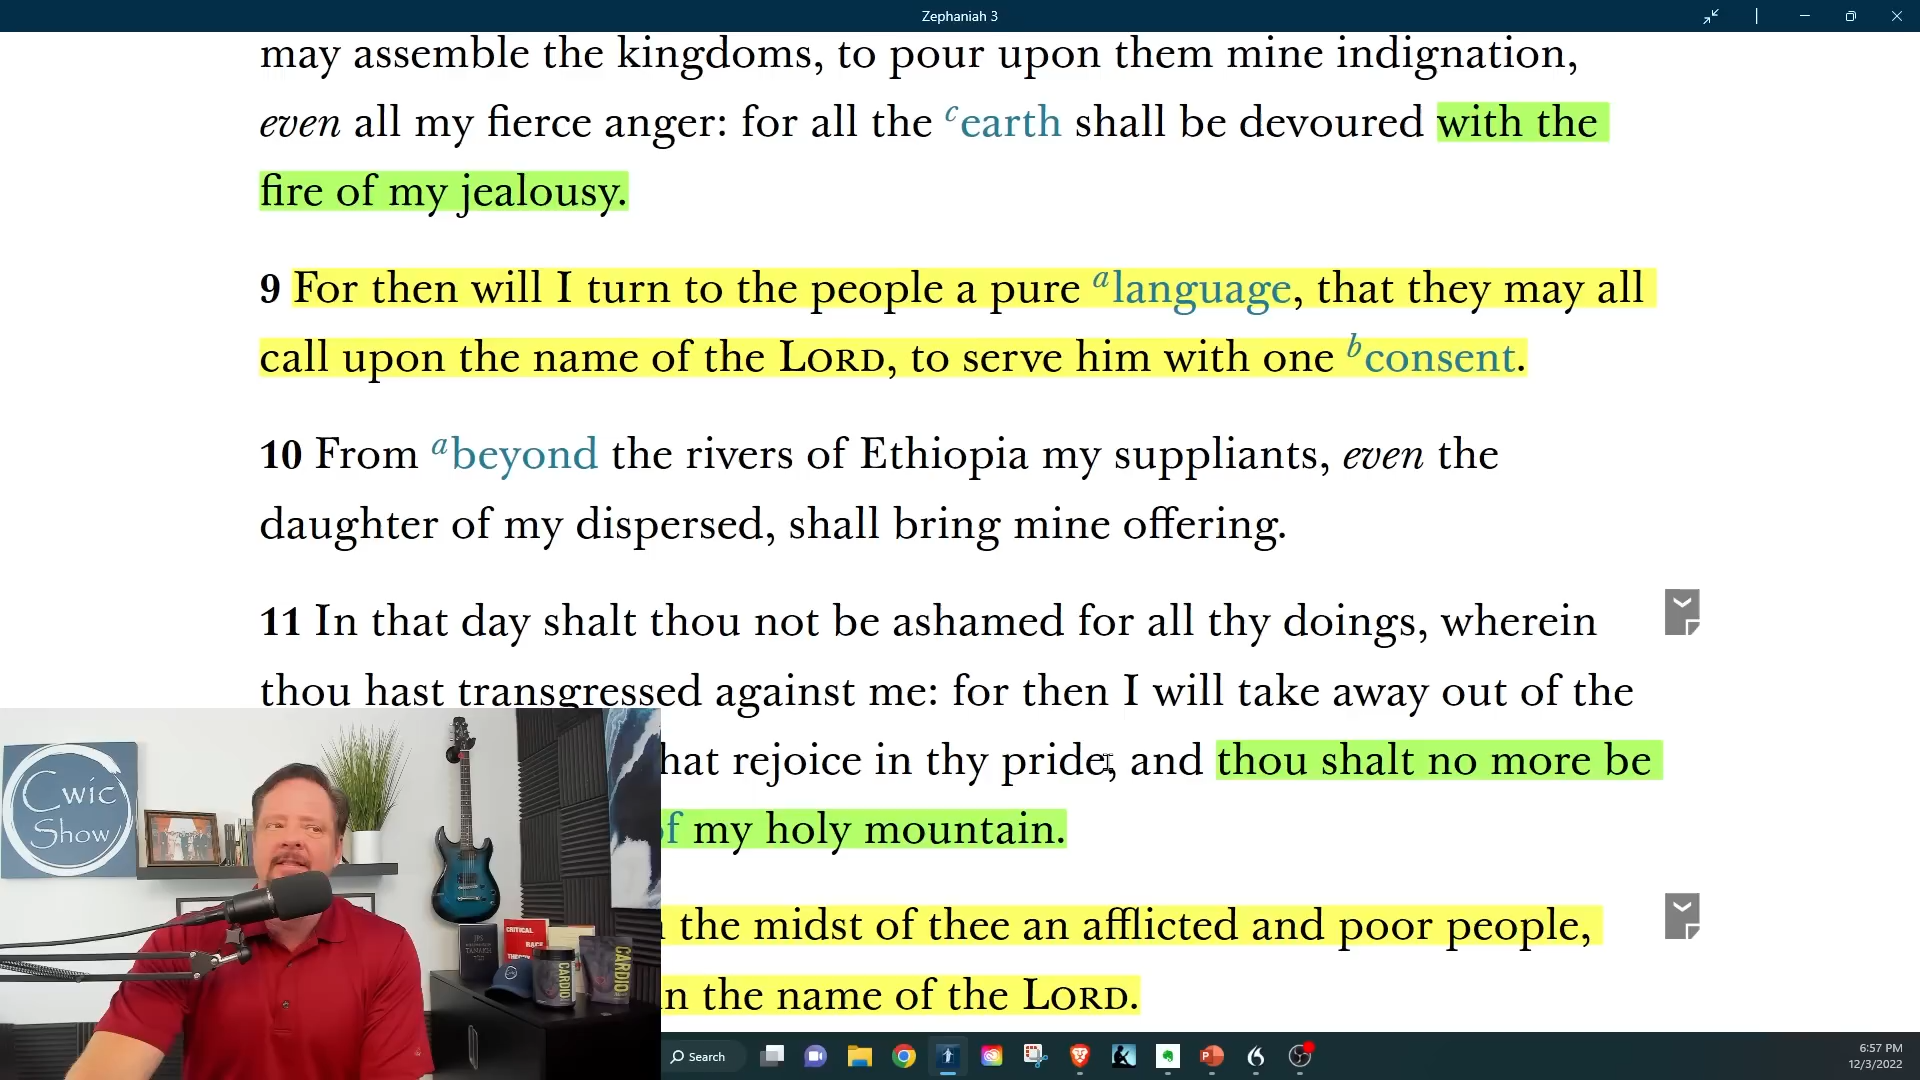 Zephaniah 3
may assemble the kingdoms, to pour upon them mine indignation,
even all my fierce anger: for all the c earth shall be devoured with the
fire of my jealousy.
9 For then will I turn to the people a pure a language, that they may all
call upon the name of the LORD, to serve him with one b consent.
10 From a beyond the rivers of Ethiopia my suppliants, even the
daughter of my dispersed, shall bring mine offering.
11 In that day shalt thou not be ashamed for all thy doings, wherein
thou hast transgressed against me: for then I will take away out of the
hat rejoice in thy pride, and thou shalt no more be
f my holy mountain.
the midst of thee an afflicted and poor people,
n the name of the LORD.
Cwic
Show
TANAKH
CRITICAL
RACE
THEORY
CARDIO
CARDIO
Search
6:57 PM
12/3/2022